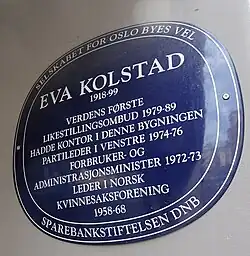 SELSKABET FOR OSLO BYES VEL
EVA KOLSTAD
1918-99
VERDENS FØRSTE
LIKESTILLINGSOMBUD 1979-89
HADDE KONTOR I DENNE BYGNINGEN
PARTILEDER I VENSTRE 1974-76
FORBRUKER- OG
ADMINISTRASJONSMINISTER 1972-73
LEDER I NORSK
KVINNESAKSFORENING
1958-68
SPAREBANKSTIFTELSEN DNB